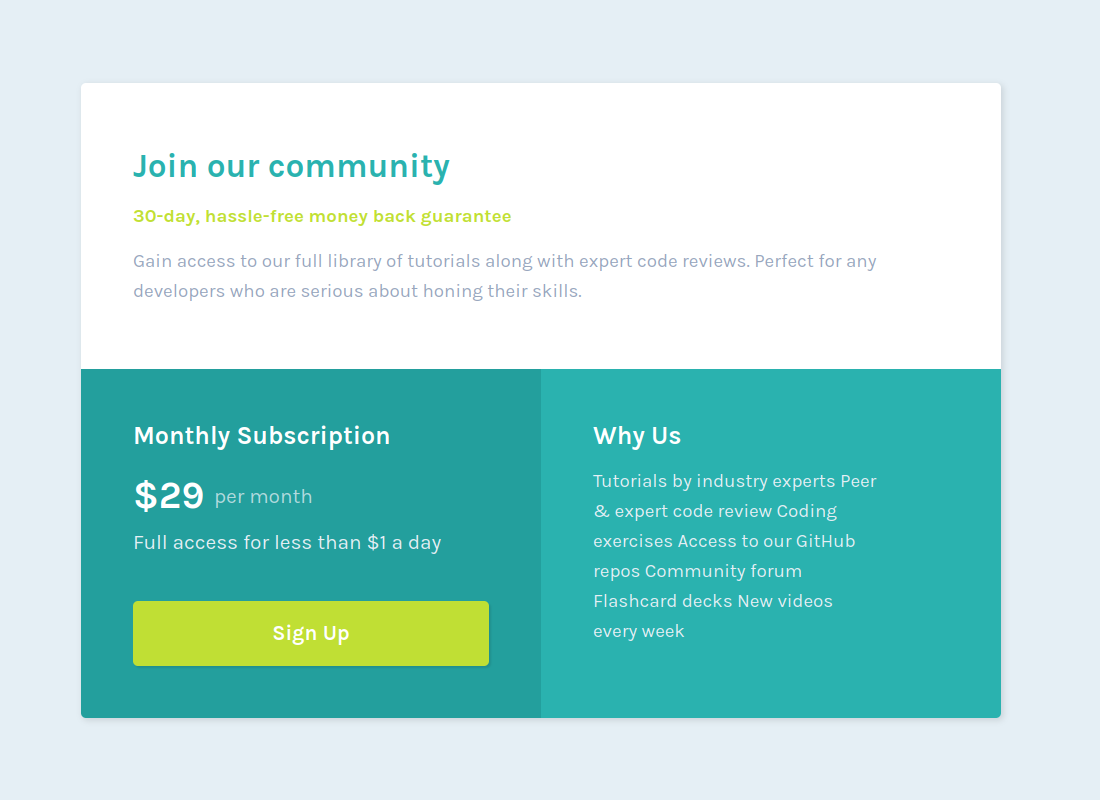 Join our community
30-day, hassle-free money back guarantee
Gain access to our full library of tutorials along with expert code reviews. Perfect for any
developers who are serious about honing their skills.
Monthly Subscription
$29 per month
Full access for less than $1 a day
Sign Up
Why Us
Tutorials by industry experts Peer
& expert code review Coding
exercises Access to our GitHub
repos Community forum
Flashcard decks New videos
every week